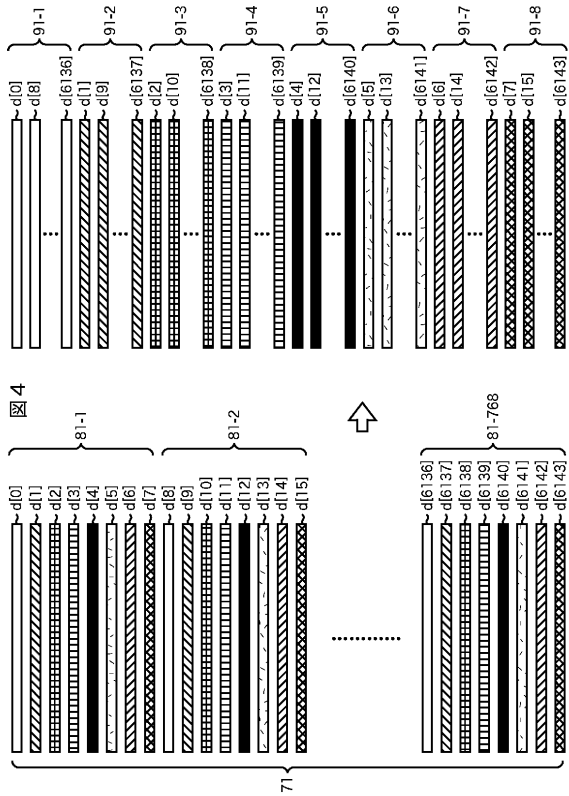 図4
71
81-1
d[0]
d[1]
d[2]
d[3]
d[4]
d[5]
d[6]
d[7]
81-2
d[8]
d[9]
d[10]
d[11]
d[12]
d[13]
d[14]
d[15]
81-768
d[6136]
d[6137]
d[6138]
d[6139]
d[6140]
d[6141]
d[6142]
d[6143]
91-1
d[0]
d[8]
d[6136]
91-2
d[1]
d[9]
d[6137]
91-3
d[2]
d[10]
d[6138]
91-4
d[3]
d[11]
d[6139]
91-5
d[4]
d[12]
d[6140]
91-6
d[5]
d[13]
d[6141]
91-7
d[6]
d[14]
d[6142]
91-8
d[7]
d[15]
d[6143]